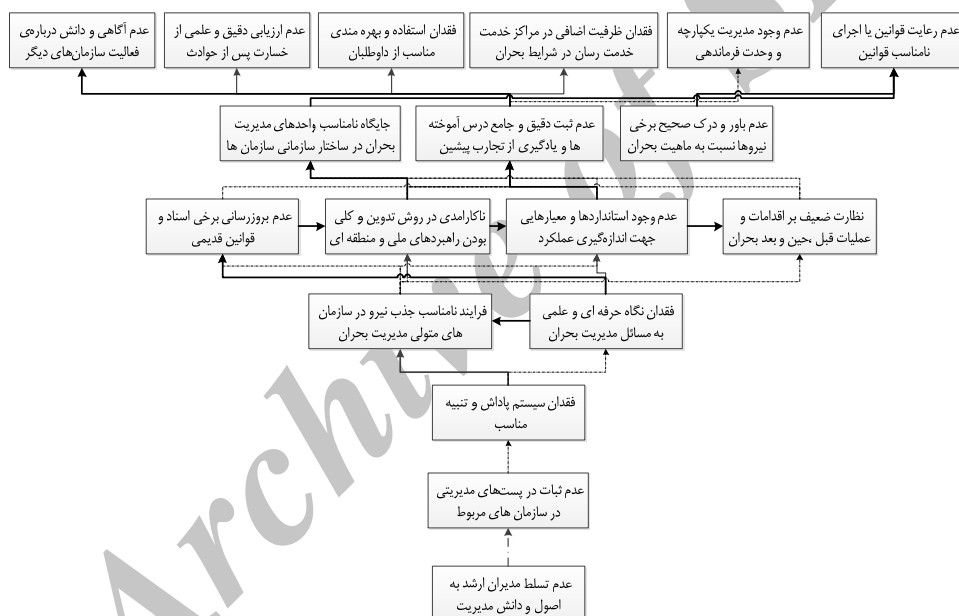 عدم رعایت قوانین یا اجرای
نامناسب قوانین
عدم وجود مدیریت یکپارچه
و وحدت فرماندهی
فقدان ظرفیت اضافی در مراکز خدمت
خدمت رسان در شرایط بحران
فقدان استفاده و بهره مندی
مناسب از داوطلبان
عدم ارزیابی دقیق و علمی از
خسارت پس از حوادث
عدم آگاهی و دانش درباره‌ی
فعالیت سازمان‌های دیگر
عدم باور و درک صحیح برخی
نیروها نسبت به ماهیت بحران
عدم ثبت دقیق و جامع درس آموخته
ها و یادگیری از تجارب پیشین
جایگاه نامناسب واحدهای مدیریت
بحران در ساختار سازمانی سازمان ها
نظارت ضعیف بر اقدامات و
عملیات قبل ،حین و بعد بحران
عدم وجود استانداردها و معیارهایی
جهت اندازه‌گیری عملکرد
ناکارامدی در روش تدوین و کلی
بودن راهبردهای ملی و منطقه ای
عدم بروزرسانی برخی اسناد و
قوانین قدیمی
فقدان نگاه حرفه ای و علمی
به مسائل مدیریت بحران
فرایند نامناسب جذب نیرو در سازمان
های متولی مدیریت بحران
فقدان سیستم پاداش و تنبیه
مناسب
عدم ثبات در پست‌های مدیریتی
در سازمان های مربوط
عدم تسلط مدیران ارشد به
اصول و دانش مدیریت
Archive of